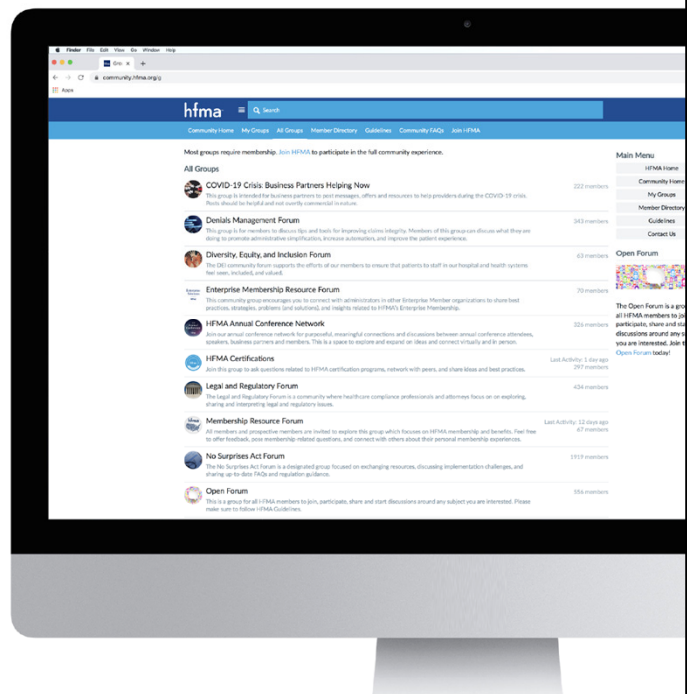 Finder File Edit View Go Window Help
community.hfma.org/g
Apps
hfma
Search
Community Home My Groups All Groups Member Directory Guidelines Community FAQs Join HFMA
Most groups require membership. Join HFMA to participate in the full community experience.
All Groups
COVID-19 Crisis: Business Partners Helping Now
222 members
This group is intended for business partners to post messages, offers and resources to help providers during the COVID-19 crisis.
Posts should be helpful and not overtly commercial in nature.
Denials Management Forum
343 members
This group is for members to discuss tips and tools for improving claims integrity. Members of this group can discuss what they are
doing to promote administrative simplification, increase automation, and improve the patient experience.
Diversity, Equity, and Inclusion Forum
63 members
The DEI community forum supports the efforts of our members to ensure that patients to staff in our hospital and health systems
feel seen, included, and valued.
Enterprise Membership Resource Forum
70 members
This community group encourages you to connect with administrators in other Enterprise Member organizations to share best
practices, strategies, problems (and solutions), and insights related to HFMA's Enterprise Membership.
HFMA Annual Conference Network
326 members
Join our annual conference network for purposeful, meaningful connections and discussions between annual conference attendees,
speakers, business partners and members. This is a space to explore and expand on ideas and connect virtually and in person.
HFMA Certifications
Last Activity: 1 day ago
297 members
Join this group to ask questions related to HFMA certification programs, network with peers, and share ideas and best practices.
Legal and Regulatory Forum
434 members
The Legal and Regulatory Forum is a community where healthcare compliance professionals and attorneys focus on on exploring,
sharing and interpreting legal and regulatory issues.
Membership Resource Forum
Last Activity: 12 days ago
67 members
All members and prospective members are invited to explore this group which focuses on HFMA membership and benefits. Feel free
to offer feedback, pose membership-related questions, and connect with others about their personal membership experiences.
No Surprises Act Forum
1919 members
The No Surprises Act Forum is a designated group focused on exchanging resources, discussing implementation challenges, and
sharing up-to-date FAQs and regulation guidance.
Open Forum
556 members
This is a group for all HFMA members to join, participate, share and start discussions around any subject you are interested. Please
make sure to follow HFMA Guidelines.
Main Menu
HFMA Home
Community Home
My Groups
Member Directory
Guidelines
Contact Us
Open Forum
The Open Forum is a gro
all HFMA members to joi
participate, share and sta
discussions around any s
you are interested. Join t
Open Forum today!